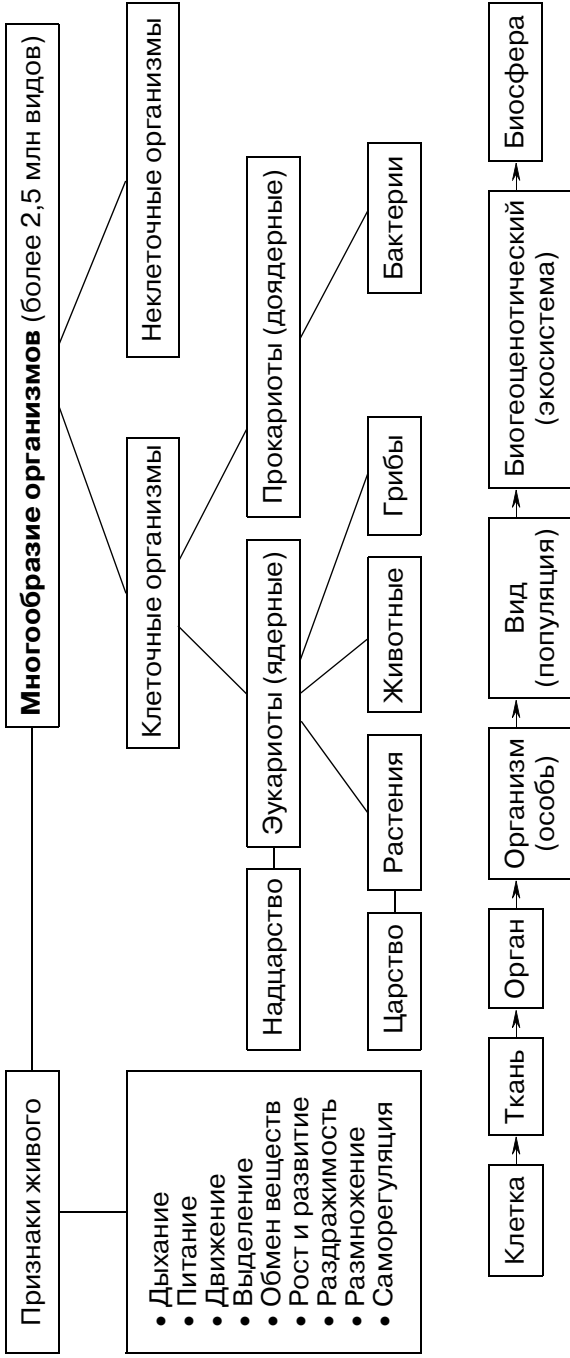 Признаки живого
Многообразие организмов (более 2,5 млн видов)
• Дыхание
• Питание
• Движение
• Выделение
• Обмен веществ
• Рост и развитие
• Раздражимость
• Размножение
• Саморегуляция
Клеточные организмы
Неклеточные организмы
Надцарство
Эукариоты (ядерные)
Прокариоты (доядерные)
Царство
Растения
Животные
Грибы
Бактерии
Клетка
Ткань
Орган
Организм
(особь)
Вид
(популяция)
Биогеоценотический
(экосистема)
Биосфера